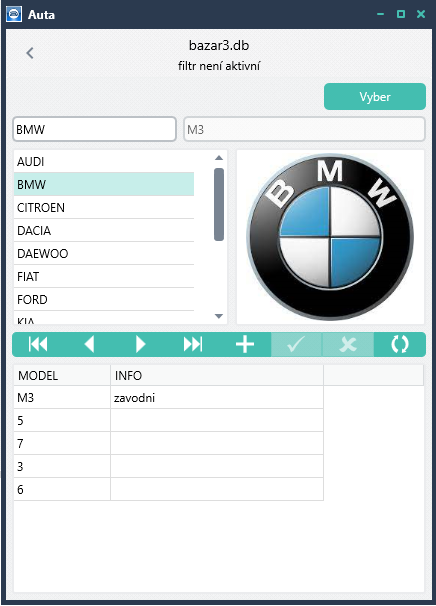 Auta
bazar3.db
filtr není aktivní
Vyber
BMW M3
AUDI
BMW
CITROEN
DACIA
DAEWOO
FIAT
FORD
KIA
B M W
MODEL INFO
M3 zavodni
5
7
3
6